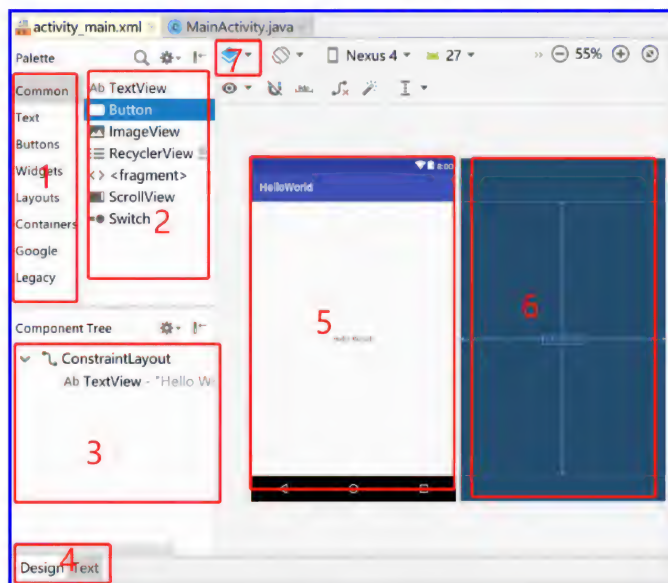 activity_main.xml MainActivity.java
Palette 7 Nexus 4 27 » 55%
Common Ab TextView
Text Button
Buttons ImageView
Widgets RecyclerView
1 <> <fragment>
Layouts ScrollView
Containers Switch 2
Google
Legacy
8:00
HelloWorld
5 6
Component Tree
ConstraintLayout
Ab TextView - "Hello W
3
4
Design Text